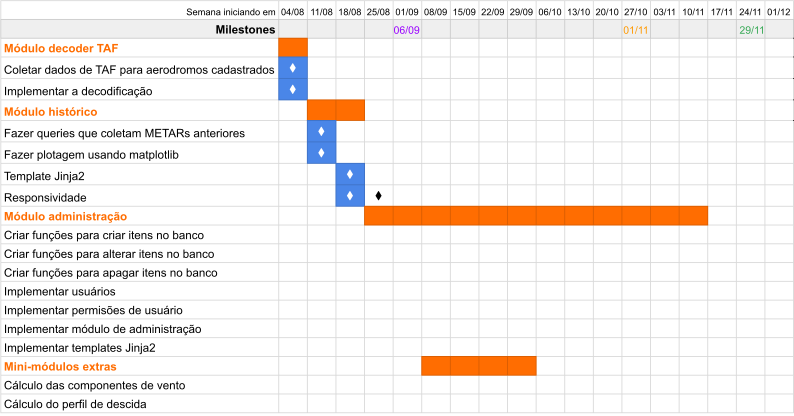 Semana iniciando em 04/08 11/08 18/08 25/08 01/09 08/09 15/09 22/09 29/09 06/10 13/10 20/10 27/10 03/11 10/11 17/11 24/11 01/12
Milestones 06/09 01/11 29/11
Módulo decoder TAF
Coletar dados de TAF para aerodromos cadastrados
Implementar a decodificação
Módulo histórico
Fazer queries que coletam METARs anteriores
Fazer plotagem usando matplotlib
Template Jinja2
Responsividade
Módulo administração
Criar funções para criar itens no banco
Criar funções para alterar itens no banco
Criar funções para apagar itens no banco
Implementar usuários
Implementar permisões de usuário
Implementar módulo de administração
Implementar templates Jinja2
Mini-módulos extras
Cálculo das componentes de vento
Cálculo do perfil de descida